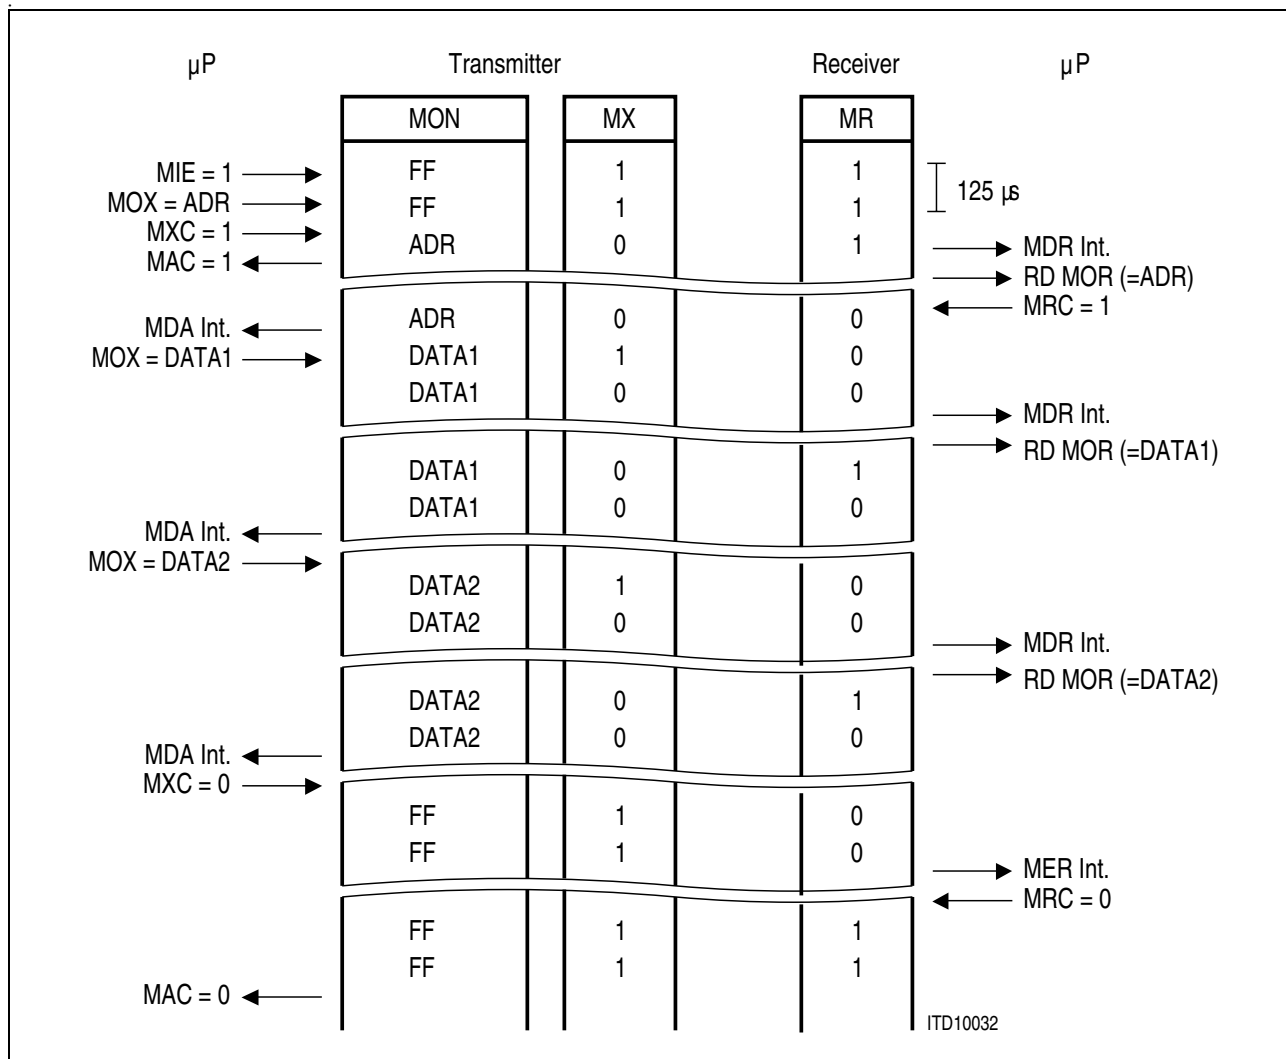 µP Transmitter Receiver µP
MON MX MR
MIE = 1 FF 1 1
125 µs
MOX = ADR FF 1 1
MXC = 1 ADR 0 1 MDR Int.
MAC = 1 RD MOR (=ADR)
MRC = 1
MDA Int. ADR 0 0
MOX = DATA1 DATA1 1 0
DATA1 0 0
MDR Int.
RD MOR (=DATA1)
DATA1 0 1
DATA1 0 0
MDA Int.
MOX = DATA2
DATA2 1 0
DATA2 0 0
MDR Int.
RD MOR (=DATA2)
DATA2 0 1
DATA2 0 0
MDA Int.
MXC = 0
FF 1 0
FF 1 0
MER Int.
MRC = 0
FF 1 1
FF 1 1
MAC = 0
ITD10032